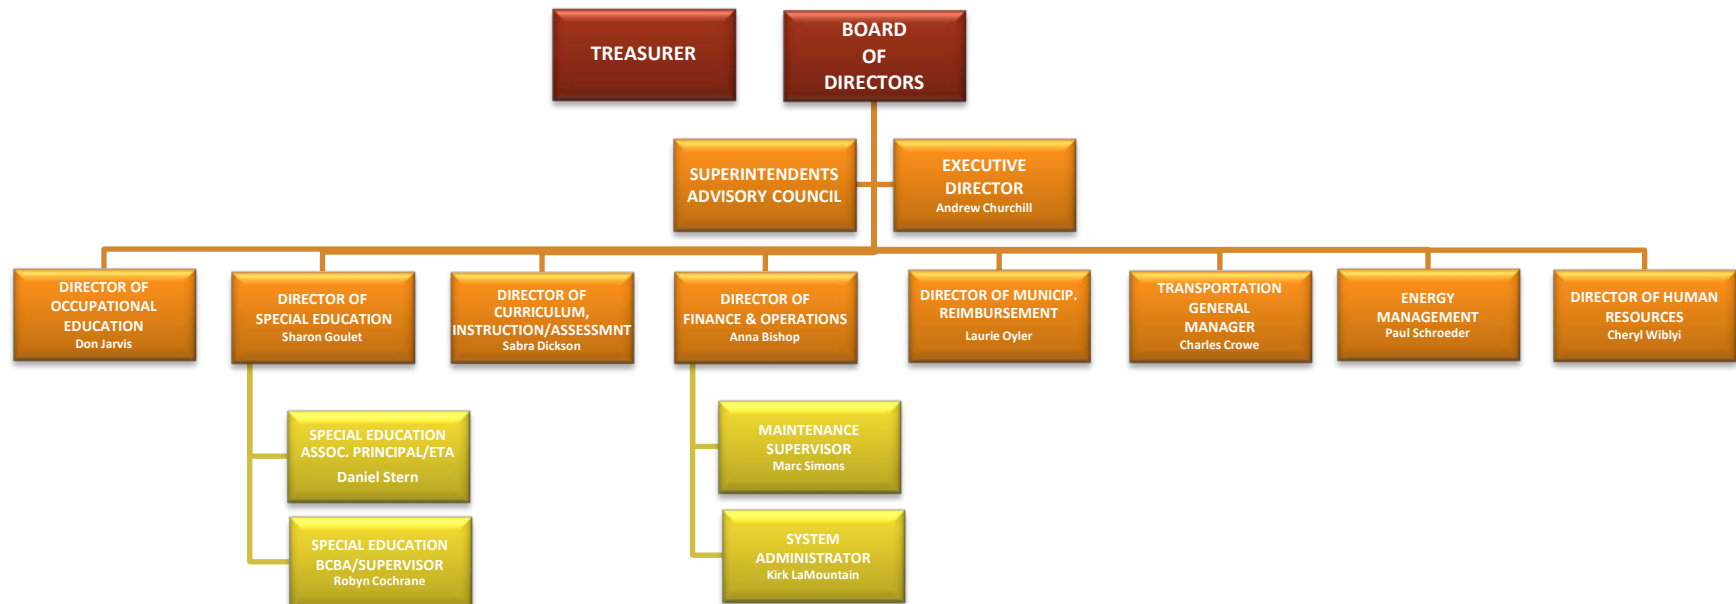 TREASURER
BOARD
OF
DIRECTORS
SUPERINTENDENTS
ADVISORY COUNCIL
EXECUTIVE
DIRECTOR
Andrew Churchill
DIRECTOR OF
OCCUPATIONAL
EDUCATION
Don Jarvis
DIRECTOR OF
SPECIAL EDUCATION
Sharon Goulet
DIRECTOR OF
CURRICULUM,
INSTRUCTION/ASSESSMNT
Sabra Dickson
DIRECTOR OF
FINANCE & OPERATIONS
Anna Bishop
DIRECTOR OF MUNICIP.
REIMBURSEMENT
Laurie Oyler
TRANSPORTATION
GENERAL
MANAGER
Charles Crowe
ENERGY
MANAGEMENT
Paul Schroeder
DIRECTOR OF HUMAN
RESOURCES
Cheryl Wiblyi
SPECIAL EDUCATION
ASSOC. PRINCIPAL/ETA
Daniel Stern
SPECIAL EDUCATION
BCBA/SUPERVISOR
Robyn Cochrane
MAINTENANCE
SUPERVISOR
Marc Simons
SYSTEM
ADMINISTRATOR
Kirk LaMountain